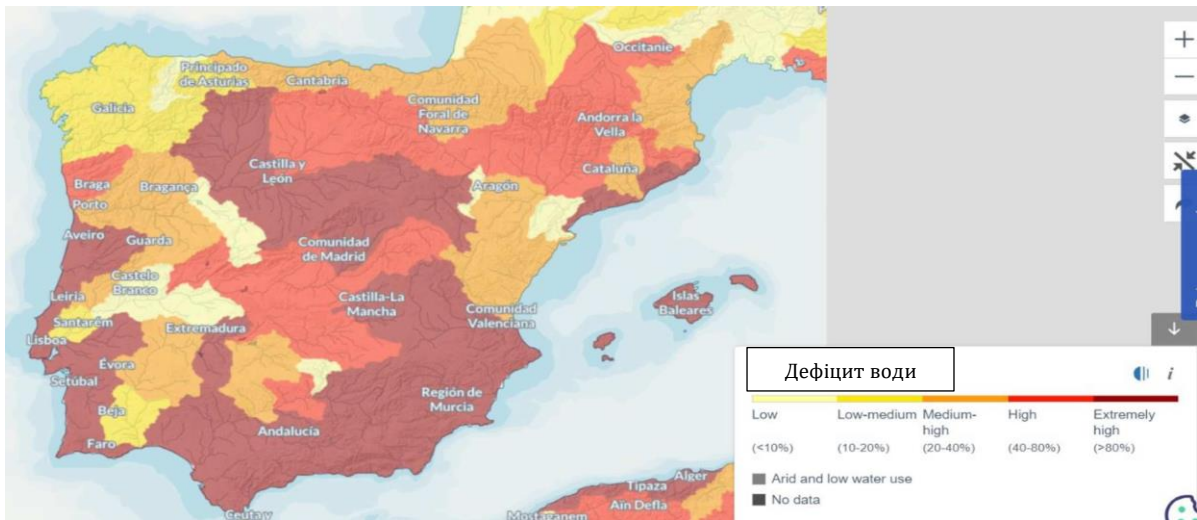 Occitanie
Principado
de Asturias
Cantabria
Galicia
Comunidad
Foral de
Navarra
Andorra la
Vella
Castilla y
León
Cataluña
Braga
Bragança
Aragón
Porto
Aveiro
Guarda
Comunidad
de Madrid
Castelo
Branco
Leiria
Castilla-La
Mancha
Islas
Baleares
Santarém
Extremadura
Comunidad
Valenciana
Lisboa
Évora
Setúbal
Región de
Murcia
Beja
Andalucía
Faro
Ceuta y
Alger
Tipaza
Aïn Defla
Mostaganem
Дефіцит води
i
Low Low-medium Medium-high High Extremely high
(<10%) (10-20%) (20-40%) (40-80%) (>80%)
Arid and low water use
No data